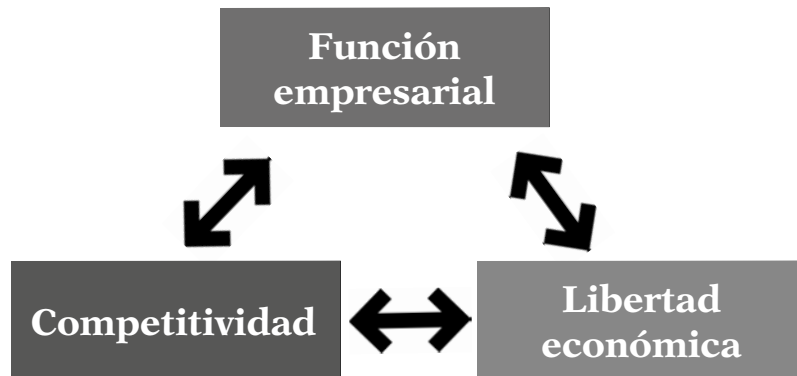 Función
empresarial
Competitividad
Libertad
económica